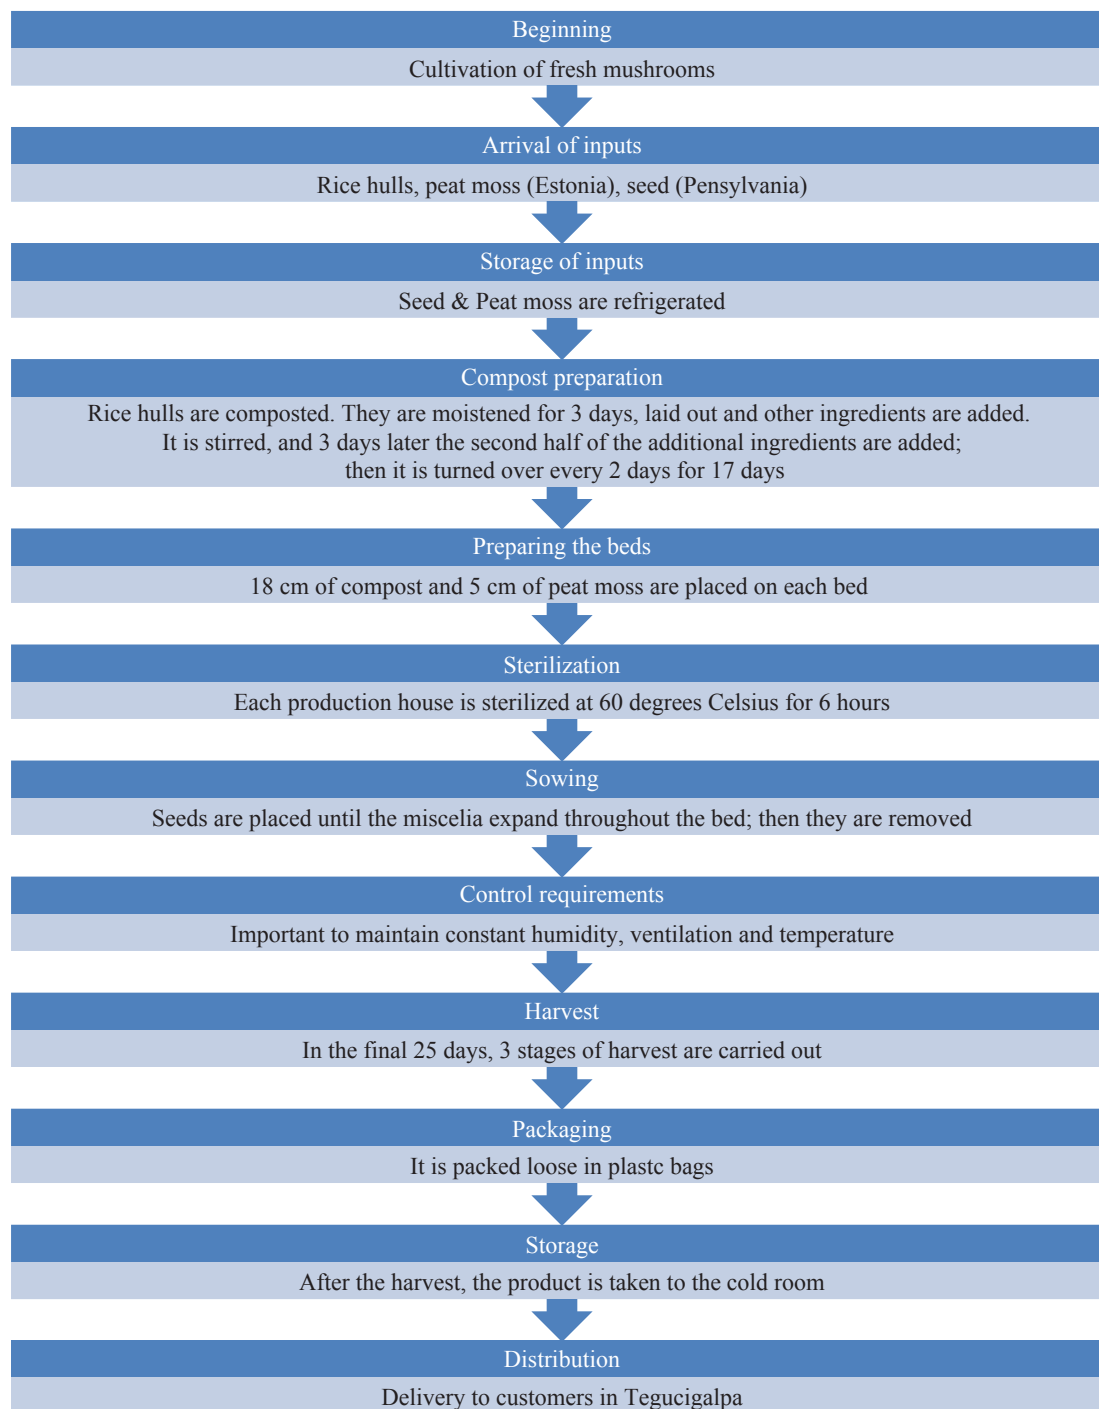 Beginning
Cultivation of fresh mushrooms
Arrival of inputs
Rice hulls, peat moss (Estonia), seed (Pensylvania)
Storage of inputs
Seed & Peat moss are refrigerated
Compost preparation
Rice hulls are composted. They are moistened for 3 days, laid out and other ingredients are added.
It is stirred, and 3 days later the second half of the additional ingredients are added;
then it is turned over every 2 days for 17 days
Preparing the beds
18 cm of compost and 5 cm of peat moss are placed on each bed
Sterilization
Each production house is sterilized at 60 degrees Celsius for 6 hours
Sowing
Seeds are placed until the miscelia expand throughout the bed; then they are removed
Control requirements
Important to maintain constant humidity, ventilation and temperature
Harvest
In the final 25 days, 3 stages of harvest are carried out
Packaging
It is packed loose in plastc bags
Storage
After the harvest, the product is taken to the cold room
Distribution
Delivery to customers in Tegucigalpa